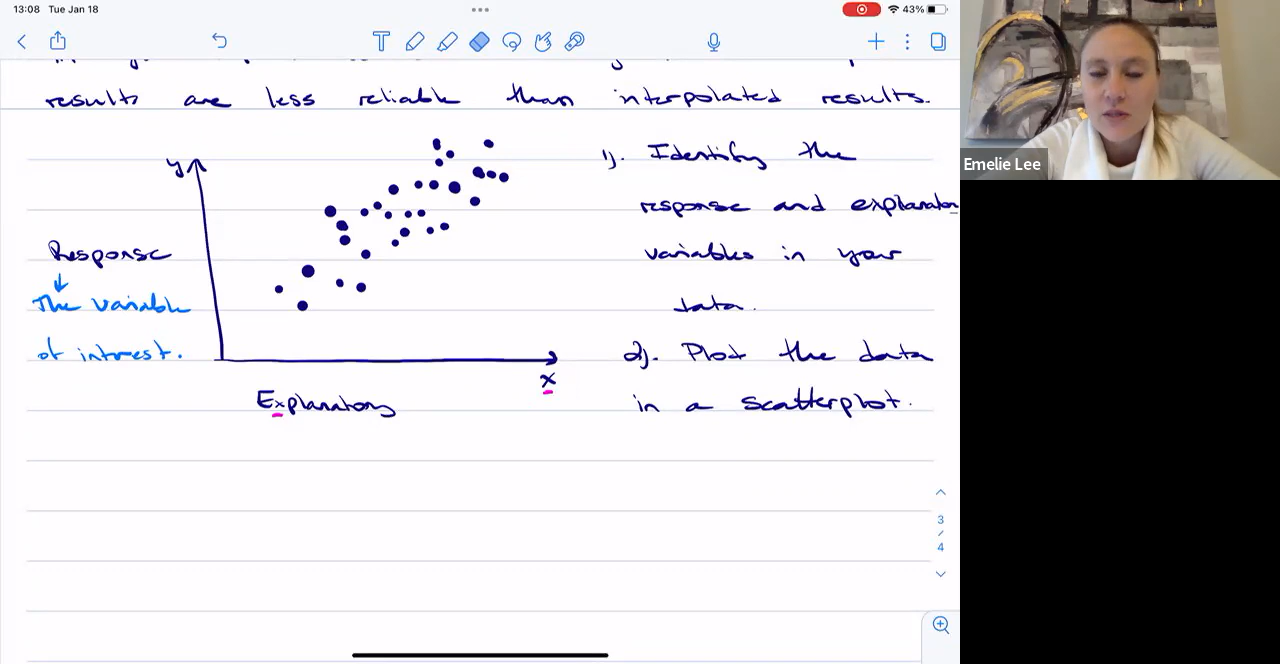 13:08 Tue Jan 18
43%
results are less reliable than interpolated results.
y
Response
The variable
of interest.
x
Explanatory
1). Identify the
response and explanatory
variables in your
data.
2). Plot the data
in a scatterplot.
3
/
4
Emelie Lee